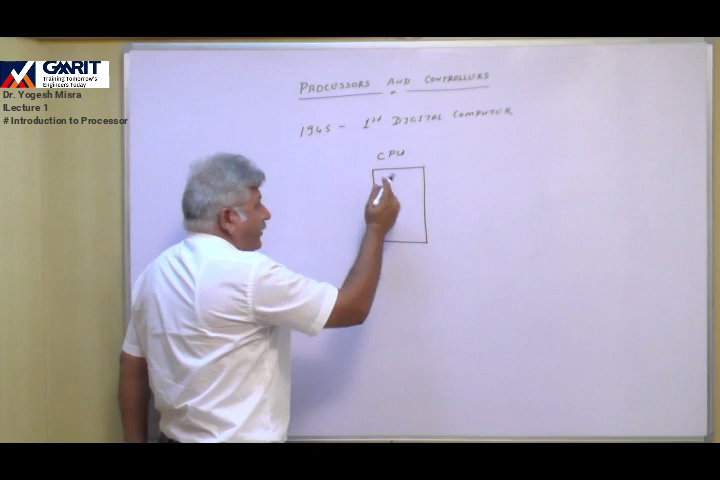 GMRIT
Training Tomorrow's
Engineers Today
Dr. Yogesh Misra
lLecture 1
# Introduction to Processor
PROCESSORS AND CONTROLLERS
1945 - 1st DIGITAL COMPUTER
CPU